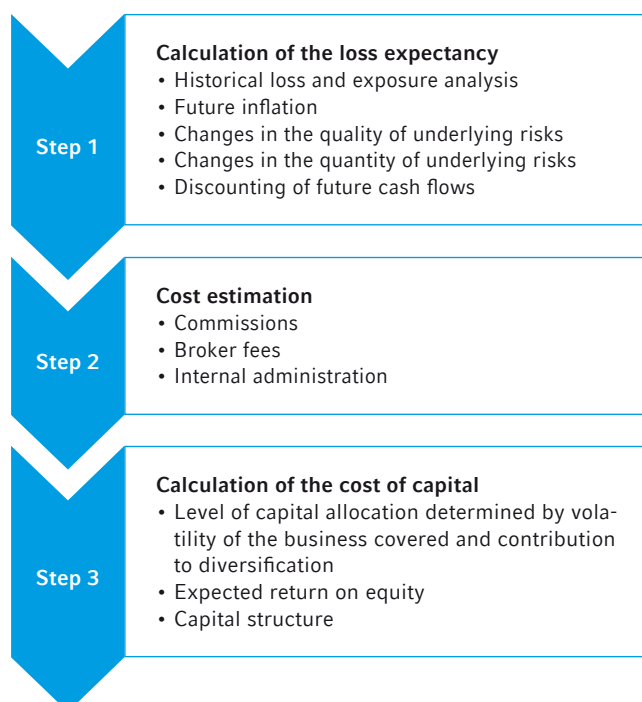 Step 1
Calculation of the loss expectancy
• Historical loss and exposure analysis
• Future inflation
• Changes in the quality of underlying risks
• Changes in the quantity of underlying risks
• Discounting of future cash flows
Step 2
Cost estimation
• Commissions
• Broker fees
• Internal administration
Step 3
Calculation of the cost of capital
• Level of capital allocation determined by vola-
tility of the business covered and contribution
to diversification
• Expected return on equity
• Capital structure